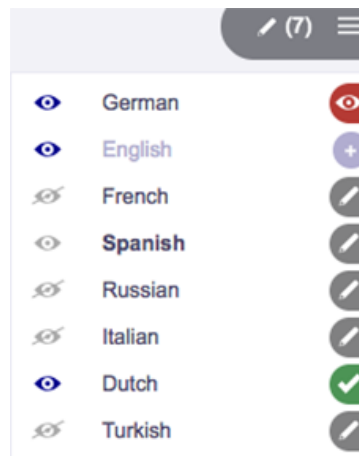 (7)
German
English
French
Spanish
Russian
Italian
Dutch
Turkish